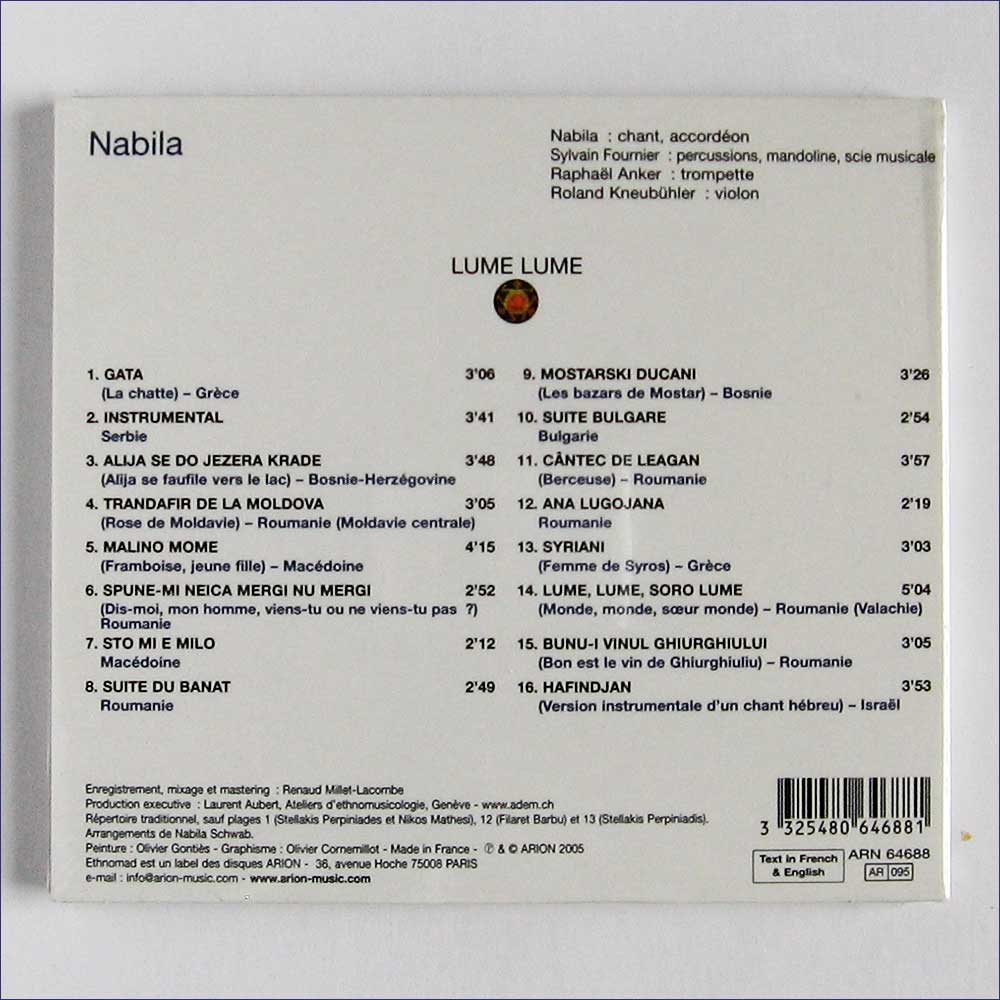 Nabila
Nabila : chant, accordéon
Sylvain Fournier : percussions, mandoline, scie musicale
Raphaël Anker : trompette
Roland Kneubühler : violon
LUME LUME
1. GATA 3'06
(La chatte) – Grèce
2. INSTRUMENTAL 3'41
Serbie
3. ALIJA SE DO JEZERA KRADE 3'48
(Alija se faufile vers le lac) – Bosnie-Herzégovine
4. TRANDAFIR DE LA MOLDOVA 3'05
(Rose de Moldavie) – Roumanie (Moldavie centrale)
5. MALINO MOME 4'15
(Framboise, jeune fille) – Macédoine
6. SPUNE-MI NEICA MERGI NU MERGI 2'52
(Dis-moi, mon homme, viens-tu ou ne viens-tu pas ?)
Roumanie
7. STO MI E MILO 2'12
Macédoine
8. SUITE DU BANAT 2'49
Roumanie
9. MOSTARSKI DUCANI 3'26
(Les bazars de Mostar) – Bosnie
10. SUITE BULGARE 2'54
Bulgarie
11. CÂNTEC DE LEAGAN 3'57
(Berceuse) – Roumanie
12. ANA LUGOJANA 2'19
Roumanie
13. SYRIANI 3'03
(Femme de Syros) – Grèce
14. LUME, LUME, SORO LUME 5'04
(Monde, monde, sœur monde) – Roumanie (Valachie)
15. BUNU-I VINUL GHIURGHIULUI 3'05
(Bon est le vin de Ghiurghiuliu) – Roumanie
16. HAFINDJAN 3'53
(Version instrumentale d'un chant hébreu) – Israël
Enregistrement, mixage et mastering : Renaud Millet-Lacombe
Production executive : Laurent Aubert, Ateliers d'ethnomusicologie, Genève - www.adem.ch
Répertoire traditionnel, sauf plages 1 (Stellakis Perpiniades et Nikos Mathesi), 12 (Filaret Barbu) et 13 (Stellakis Perpiniadis).
Arrangements de Nabila Schwab.
Peinture : Olivier Gontiès - Graphisme : Olivier Cornemillot - Made in France - ℗ & © ARION 2005
Ethnomad est un label des disques ARION - 36, avenue Hoche 75008 PARIS
e-mail : info@arion-music.com - www.arion-music.com
3 325480 646881
Text in French
& English
ARN 64688
AR 095